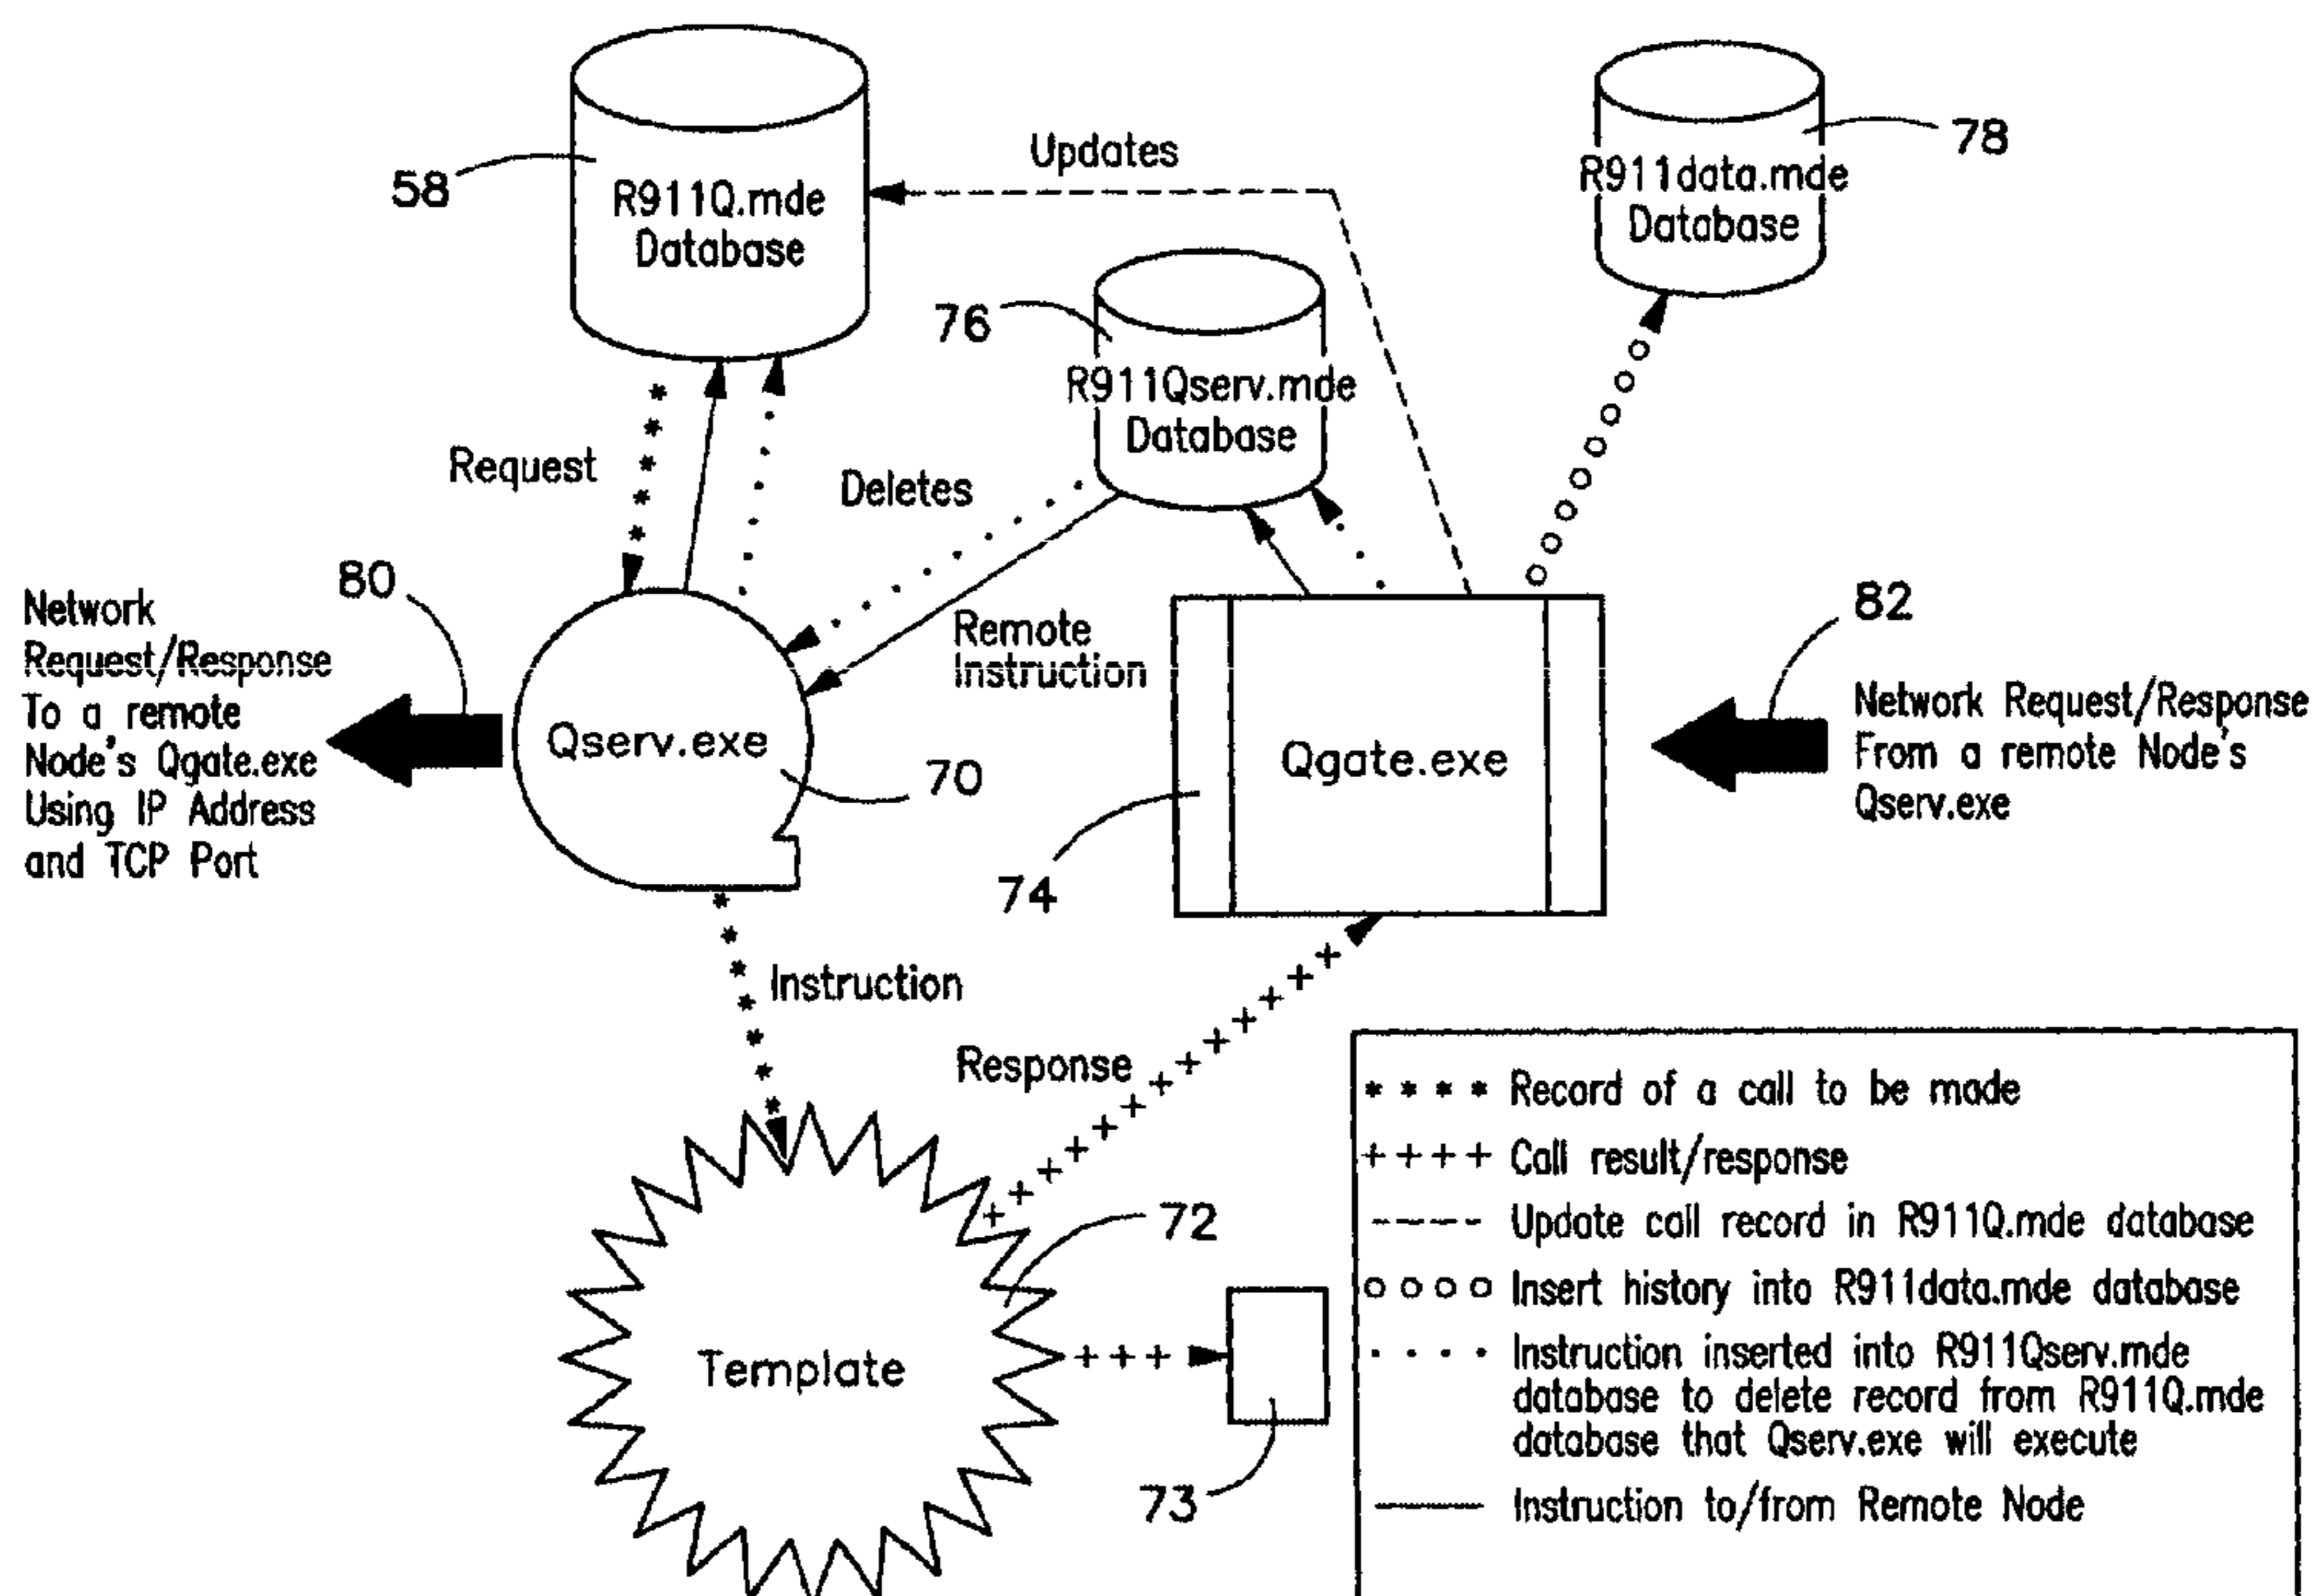 58
R911Q.mde
Database
Updates
R911data.mde
Database
78
76
R911Qserv.mde
Database
Request
Deletes
Remote
Instruction
80
Network
Request/Response
To a remote
Node's Qgate.exe
Using IP Address
and TCP Port
Qserv.exe
70
74
Qgate.exe
82
Network Request/Response
From a remote Node's
Qserv.exe
Instruction
Response
Template
72
73
* * * * Record of a call to be made
++++ Call result/response
---- Update call record in R911Q.mde database
o o o o Insert history into R911data.mde database
. . . . Instruction inserted into R911Qserv.mde
database to delete record from R911Q.mde
database that Qserv.exe will execute
—— Instruction to/from Remote Node